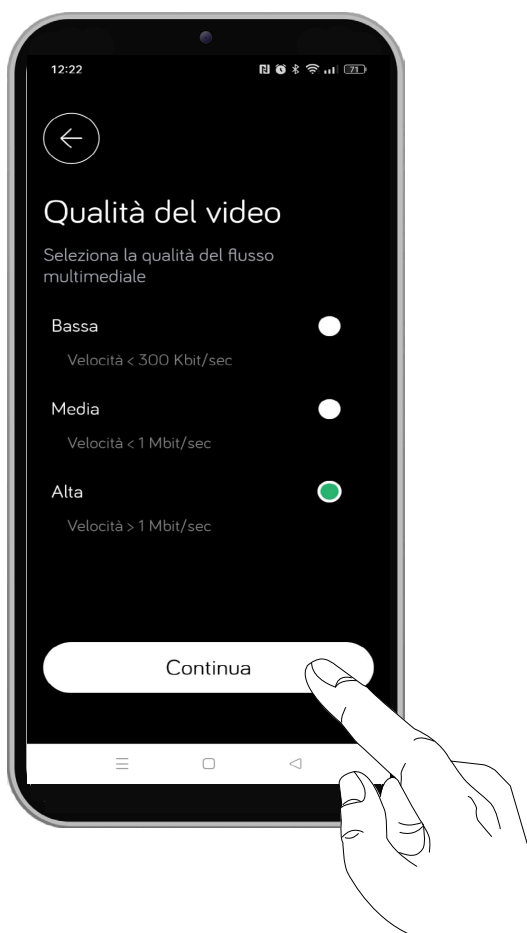 12:22
71
Qualità del video
Seleziona la qualità del flusso
multimediale
Bassa
Velocità < 300 Kbit/sec
Media
Velocità < 1 Mbit/sec
Alta
Velocità > 1 Mbit/sec
Continua